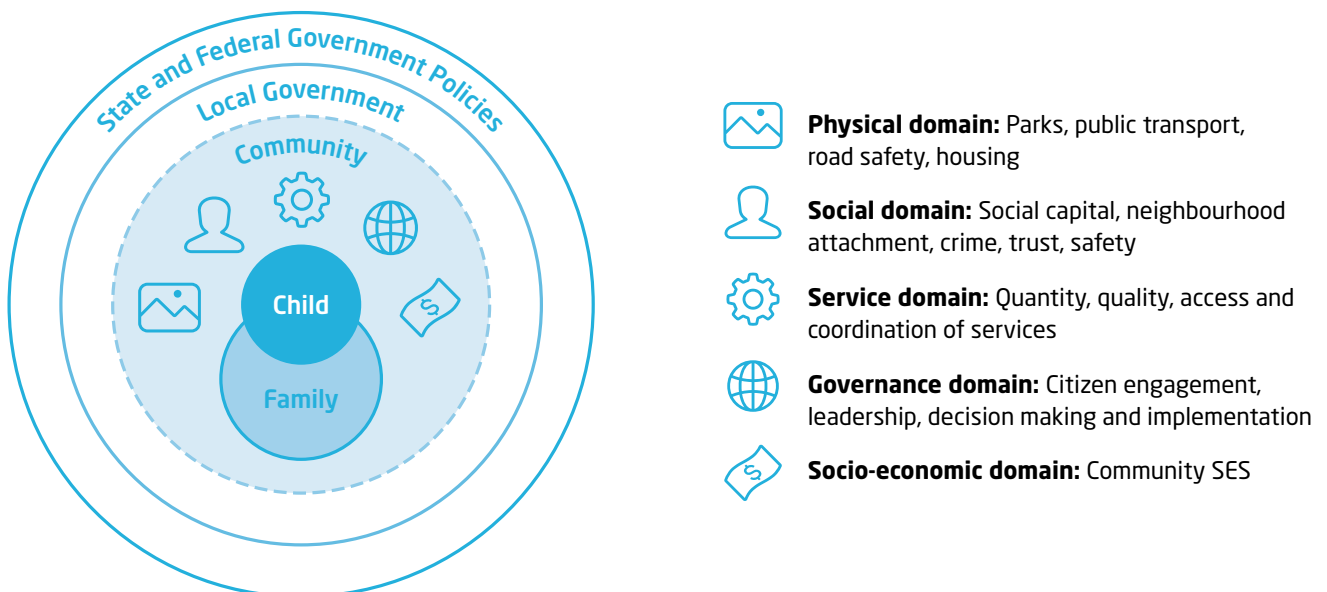 State and Federal Government Policies
Local Government
Community
Child
Family
Physical domain: Parks, public transport,
road safety, housing
Social domain: Social capital, neighbourhood
attachment, crime, trust, safety
Service domain: Quantity, quality, access and
coordination of services
Governance domain: Citizen engagement,
leadership, decision making and implementation
Socio-economic domain: Community SES